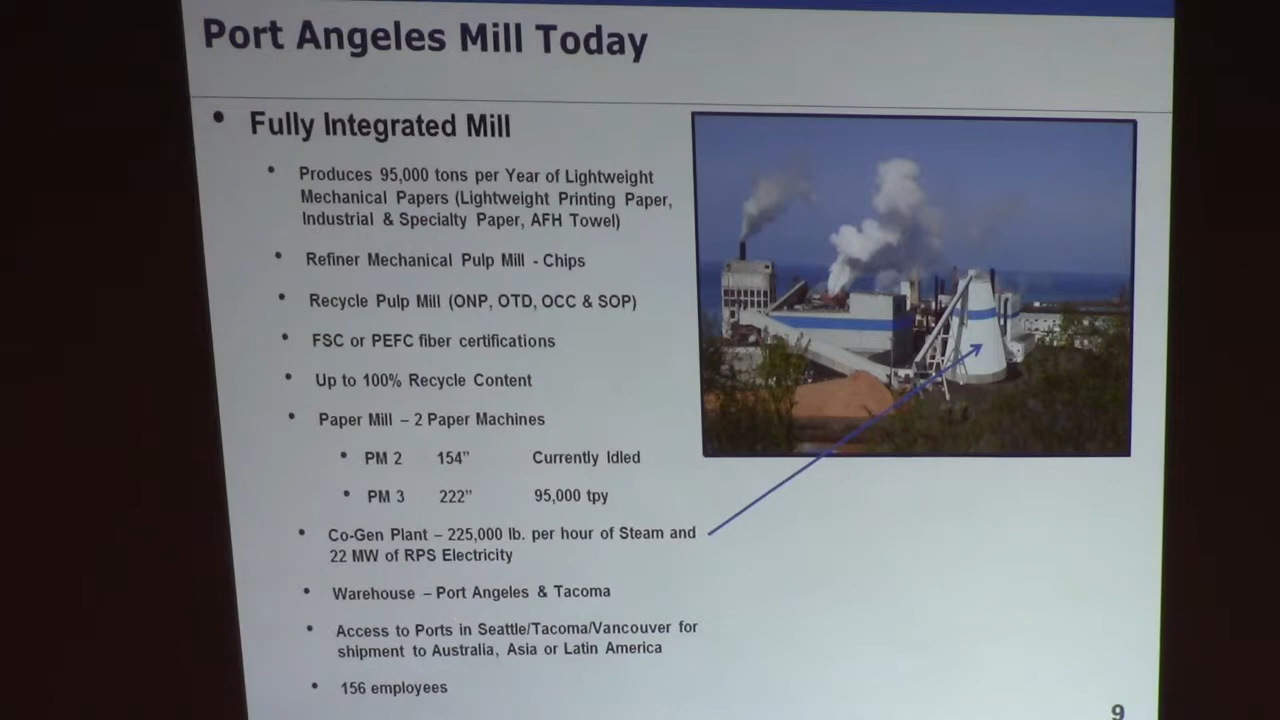 Port Angeles Mill Today
• Fully Integrated Mill
• Produces 95,000 tons per Year of Lightweight
Mechanical Papers (Lightweight Printing Paper,
Industrial & Specialty Paper, AFH Towel)
• Refiner Mechanical Pulp Mill - Chips
• Recycle Pulp Mill (ONP, OTD, OCC & SOP)
• FSC or PEFC fiber certifications
• Up to 100% Recycle Content
• Paper Mill – 2 Paper Machines
• PM 2 154” Currently Idled
• PM 3 222” 95,000 tpy
• Co-Gen Plant – 225,000 lb. per hour of Steam and
22 MW of RPS Electricity
• Warehouse – Port Angeles & Tacoma
• Access to Ports in Seattle/Tacoma/Vancouver for
shipment to Australia, Asia or Latin America
• 156 employees
9